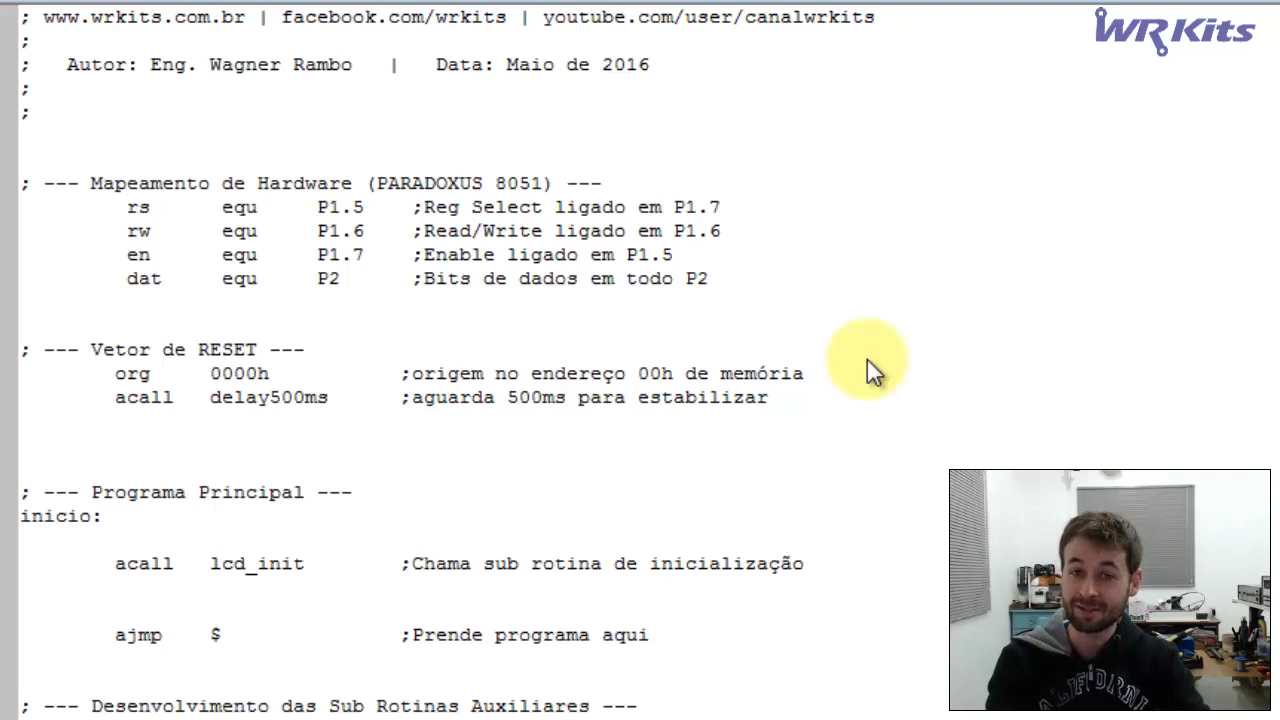 ; www.wrkits.com.br | facebook.com/wrkits | youtube.com/user/canalwrkits
WR Kits
;
;   Autor: Eng. Wagner Rambo   |   Data: Maio de 2016
;
;
; --- Mapeamento de Hardware (PARADOXUS 8051) ---
rs      equ     P1.5    ;Reg Select ligado em P1.7
rw      equ     P1.6    ;Read/Write ligado em P1.6
en      equ     P1.7    ;Enable ligado em P1.5
dat     equ     P2      ;Bits de dados em todo P2
; --- Vetor de RESET ---
org     0000h           ;origem no endereço 00h de memória
acall   delay500ms      ;aguarda 500ms para estabilizar
; --- Programa Principal ---
inicio:
acall   lcd_init        ;Chama sub rotina de inicialização
ajmp    $               ;Prende programa aqui
; --- Desenvolvimento das Sub Rotinas Auxiliares ---